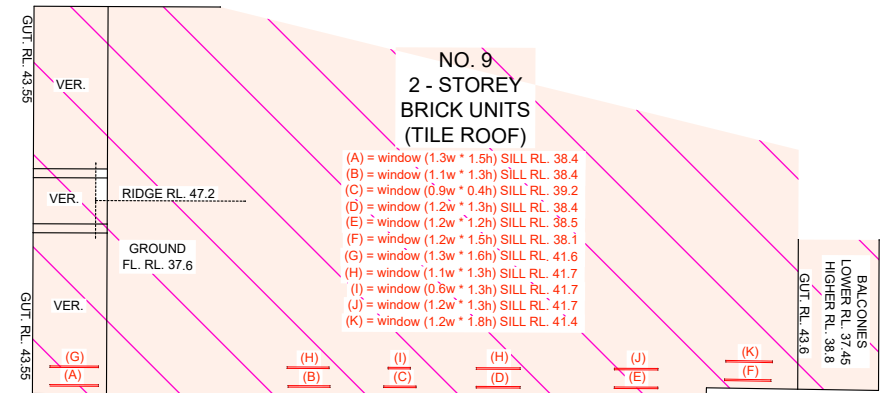 GUT. RL. 43.55
VER.
NO. 9
2 - STOREY
BRICK UNITS
(TILE ROOF)
(A) = window (1.3w * 1.5h) SILL RL. 38.4
(B) = window (1.1w * 1.3h) SILL RL. 38.4
(C) = window (0.9w * 0.4h) SILL RL. 39.2
(D) = window (1.2w * 1.3h) SILL RL. 38.4
(E) = window (1.2w * 1.2h) SILL RL. 38.5
(F) = window (1.2w * 1.5h) SILL RL. 38.1
(G) = window (1.3w * 1.6h) SILL RL. 41.6
(H) = window (1.1w * 1.3h) SILL RL. 41.7
(I) = window (0.6w * 1.3h) SILL RL. 41.7
(J) = window (1.2w * 1.3h) SILL RL. 41.7
(K) = window (1.2w * 1.8h) SILL RL. 41.4
VER.
RIDGE RL. 47.2
GROUND
FL. RL. 37.6
VER.
GUT. RL. 43.55
GUT. RL. 43.6
BALCONIES
LOWER RL. 37.45
HIGHER RL. 38.8
(G)
(H)
(I)
(H)
(J)
(K)
(A)
(B)
(C)
(D)
(E)
(F)